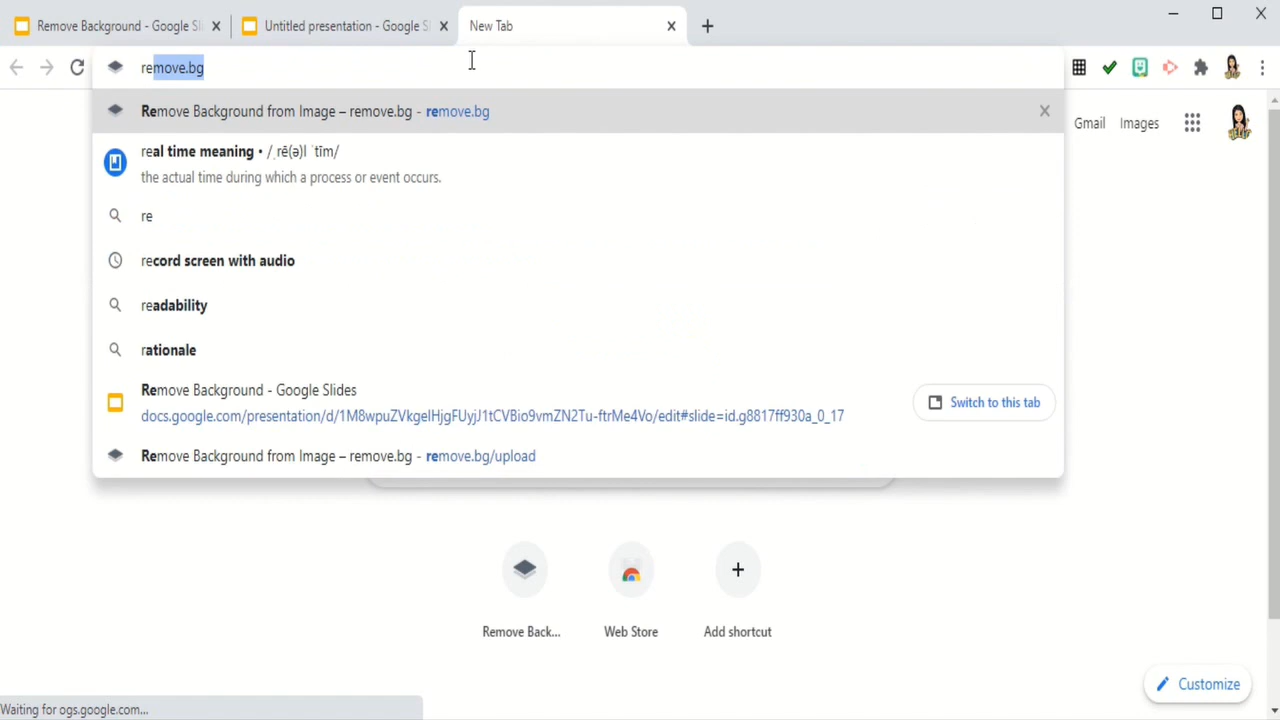 Remove Background - Google Sli
Untitled presentation - Google S
New Tab
remove.bg
Remove Background from Image – remove.bg - remove.bg
real time meaning • /ˌrē(ə)l ˈtīm/
the actual time during which a process or event occurs.
re
record screen with audio
readability
rationale
Remove Background - Google Slides
docs.google.com/presentation/d/1M8wpuZVkgeIHjgFUyjJ1tCVBio9vmZN2Tu-ftrMe4Vo/edit#slide=id.g8817ff930a_0_17
Switch to this tab
Remove Background from Image – remove.bg - remove.bg/upload
Gmail
Images
Remove Back...
Web Store
Add shortcut
Customize
Waiting for ogs.google.com...